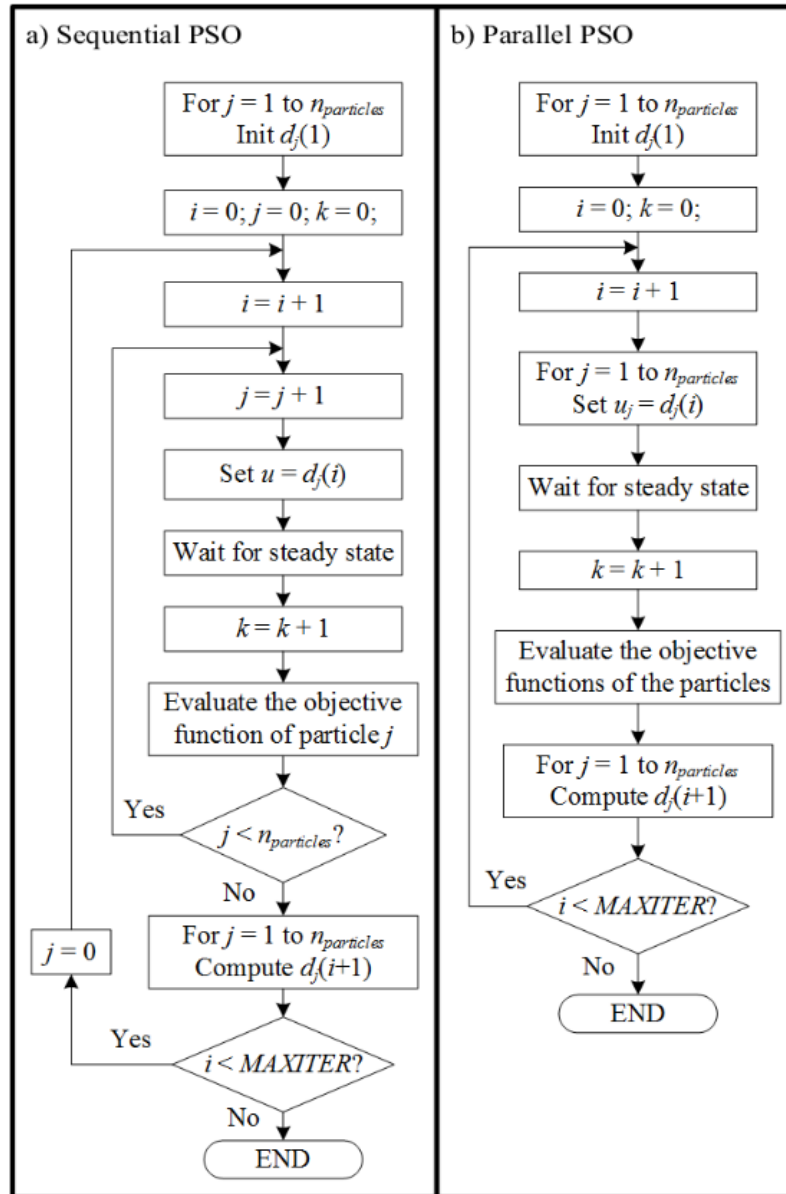 a) Sequential PSO
For j = 1 to nparticles
Init dj(1)
i = 0; j = 0; k = 0;
i = i + 1
j = j + 1
Set u = dj(i)
Wait for steady state
k = k + 1
Evaluate the objective
function of particle j
Yes
j < nparticles?
No
For j = 1 to nparticles
Compute dj(i+1)
j = 0
Yes
i < MAXITER?
No
END
b) Parallel PSO
For j = 1 to nparticles
Init dj(1)
i = 0; k = 0;
i = i + 1
For j = 1 to nparticles
Set uj = dj(i)
Wait for steady state
k = k + 1
Evaluate the objective
functions of the particles
For j = 1 to nparticles
Compute dj(i+1)
Yes
i < MAXITER?
No
END